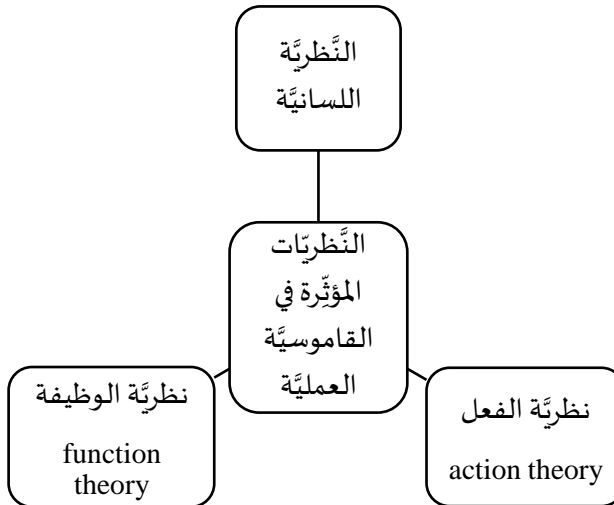 النَّظريَّة
اللسانيَّة
النَّظريّات
المؤثِّرة في
القاموسيَّة
العمليَّة
نظريَّة الفعل
action theory
نظريَّة الوظيفة
function
theory